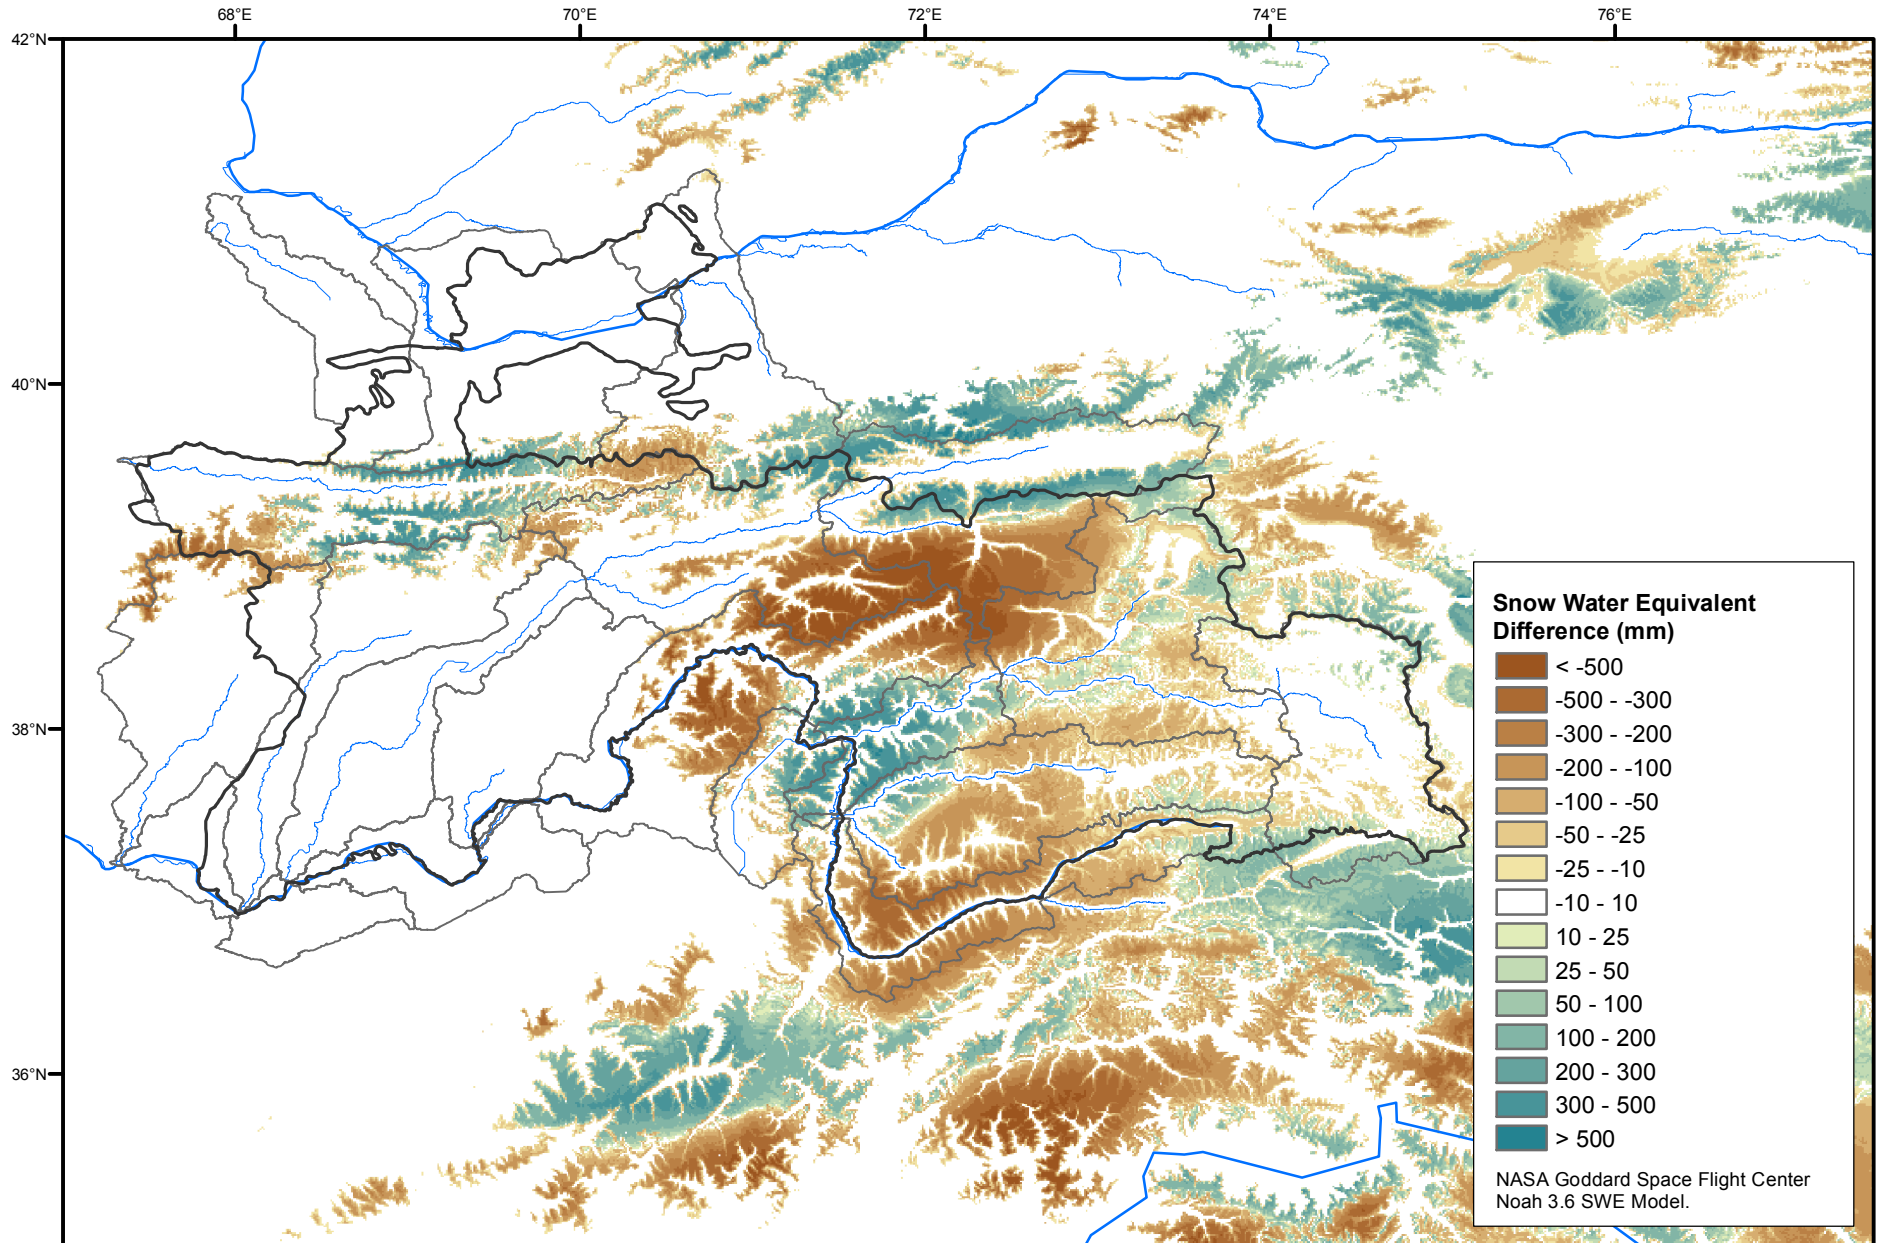 68°E
70°E
72°E
74°E
76°E
42°N
40°N
38°N
36°N
Snow Water Equivalent
Difference (mm)
< -500
-500 - -300
-300 - -200
-200 - -100
-100 - -50
-50 - -25
-25 - -10
-10 - 10
10 - 25
25 - 50
50 - 100
100 - 200
200 - 300
300 - 500
> 500
NASA Goddard Space Flight Center
Noah 3.6 SWE Model.